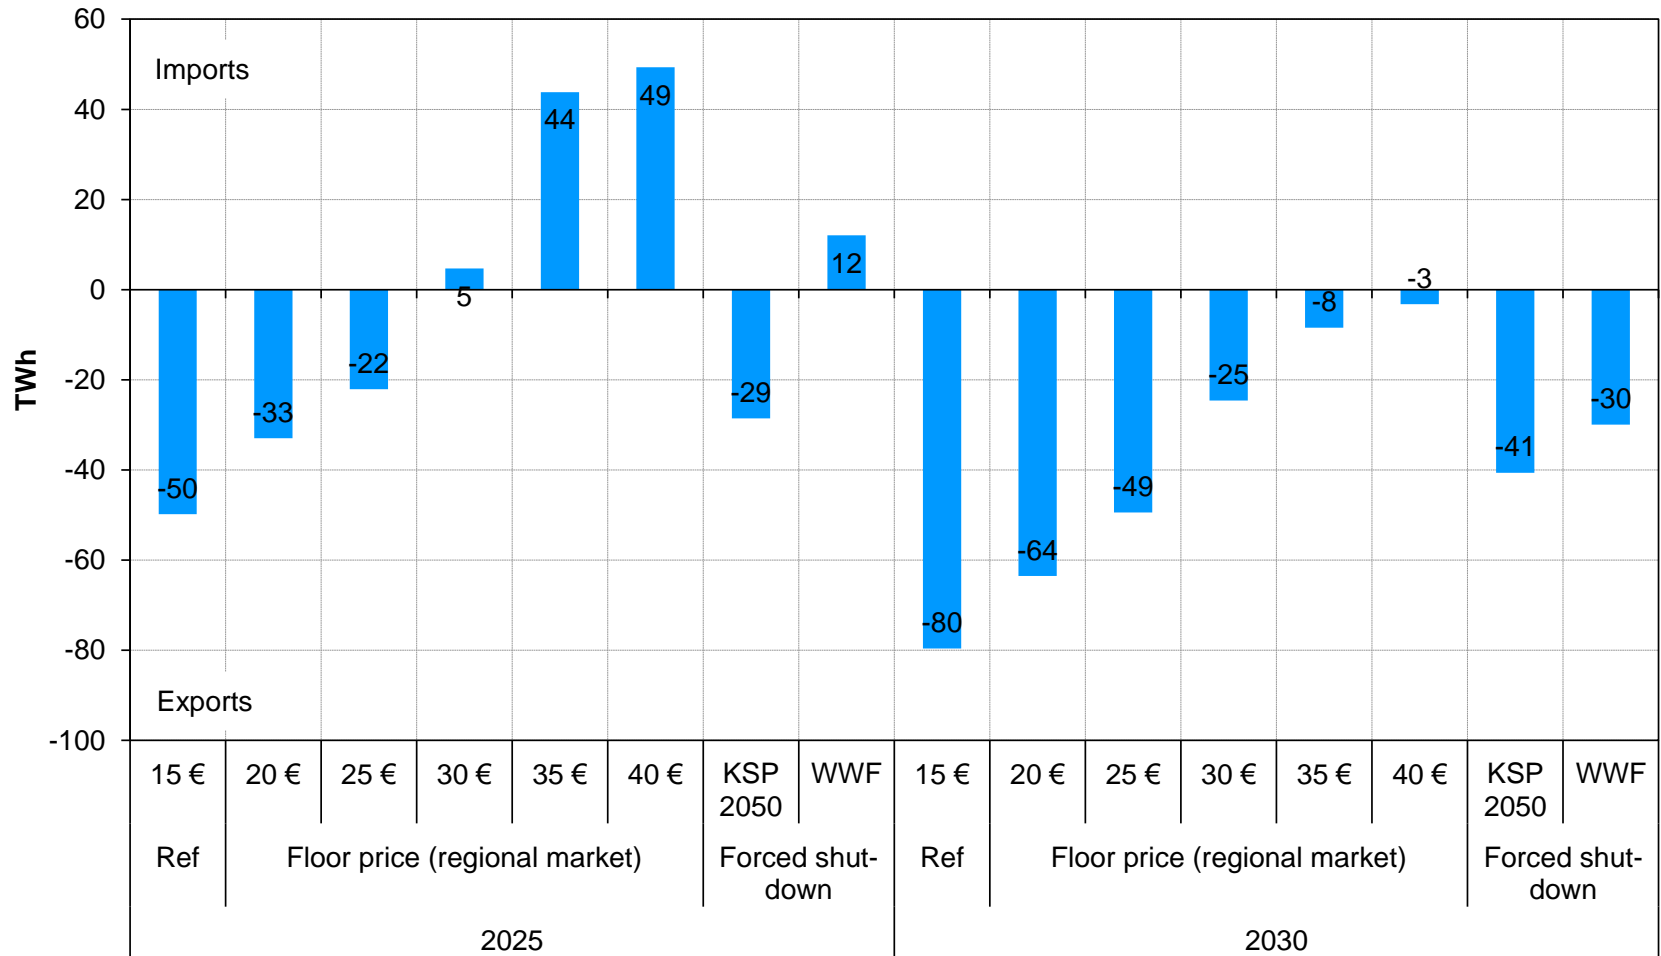 60
Imports
40
20
0
-20
-40
-60
-80
Exports
-100
TWh
-50
-33
-22
5
44
49
-29
12
-80
-64
-49
-25
-8
-3
-41
-30
15 €
20 €
25 €
30 €
35 €
40 €
KSP
2050
WWF
15 €
20 €
25 €
30 €
35 €
40 €
KSP
2050
WWF
Ref
Floor price (regional market)
Forced shut-
down
Ref
Floor price (regional market)
Forced shut-
down
2025
2030